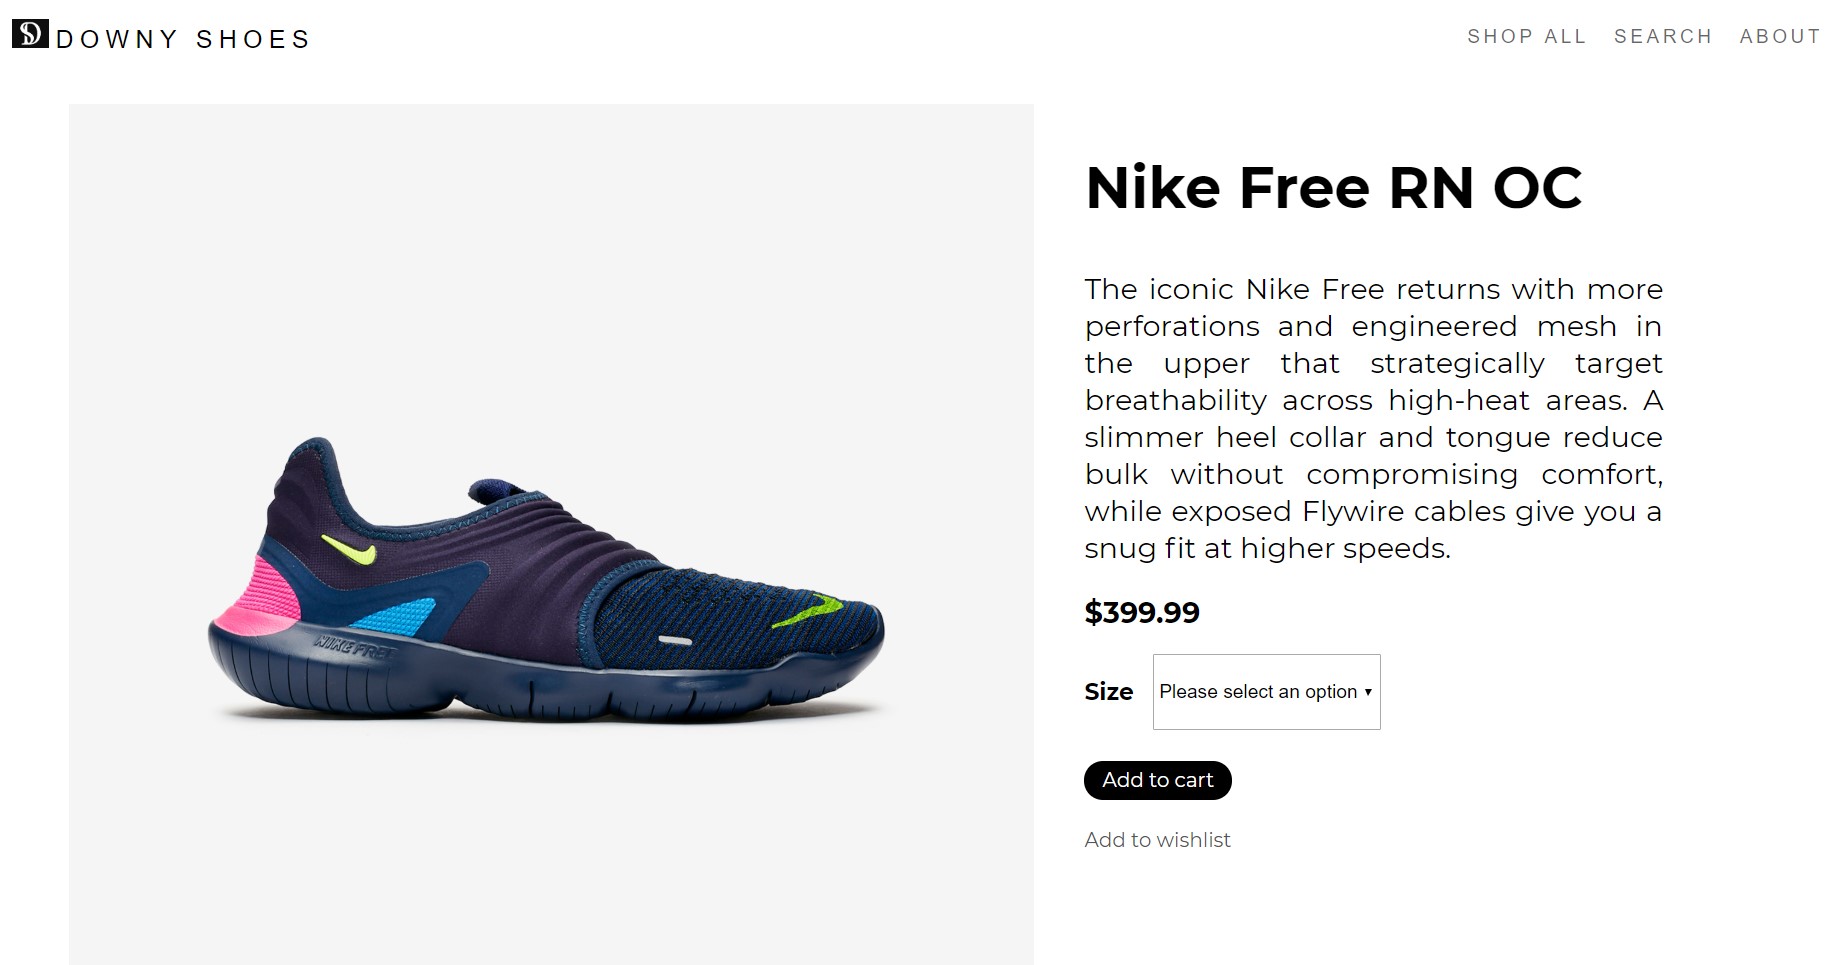 DOWNY SHOES
SHOP ALL SEARCH ABOUT
Nike Free RN OC
The iconic Nike Free returns with more
perforations and engineered mesh in
the upper that strategically target
breathability across high-heat areas. A
slimmer heel collar and tongue reduce
bulk without compromising comfort,
while exposed Flywire cables give you a
snug fit at higher speeds.
$399.99
Size Please select an option
Add to cart
Add to wishlist
NIKE FREE